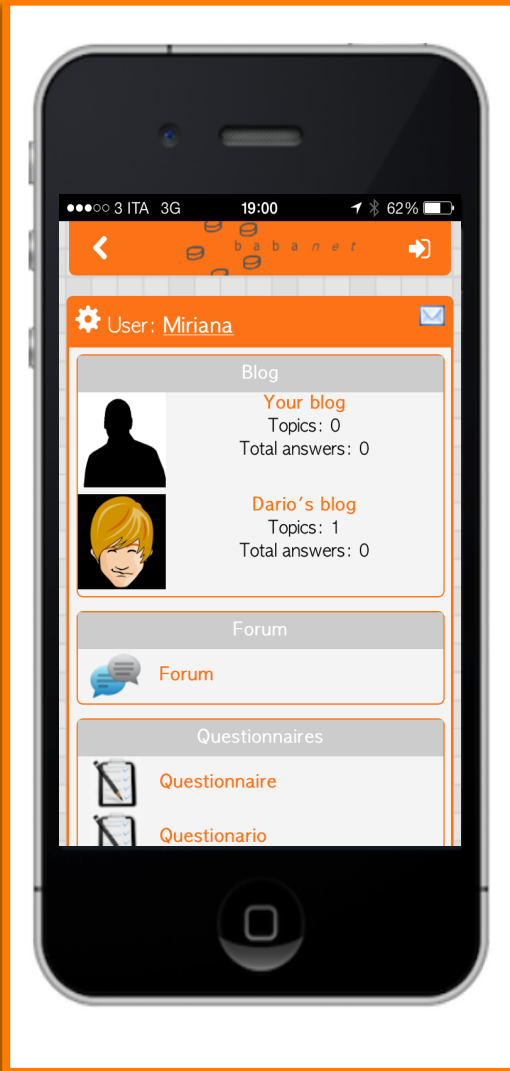 3 ITA 3G 19:00 62%
babanet
User: Miriana
Blog
Your blog
Topics: 0
Total answers: 0
Dario's blog
Topics: 1
Total answers: 0
Forum
Forum
Questionnaires
Questionnaire
Questionario